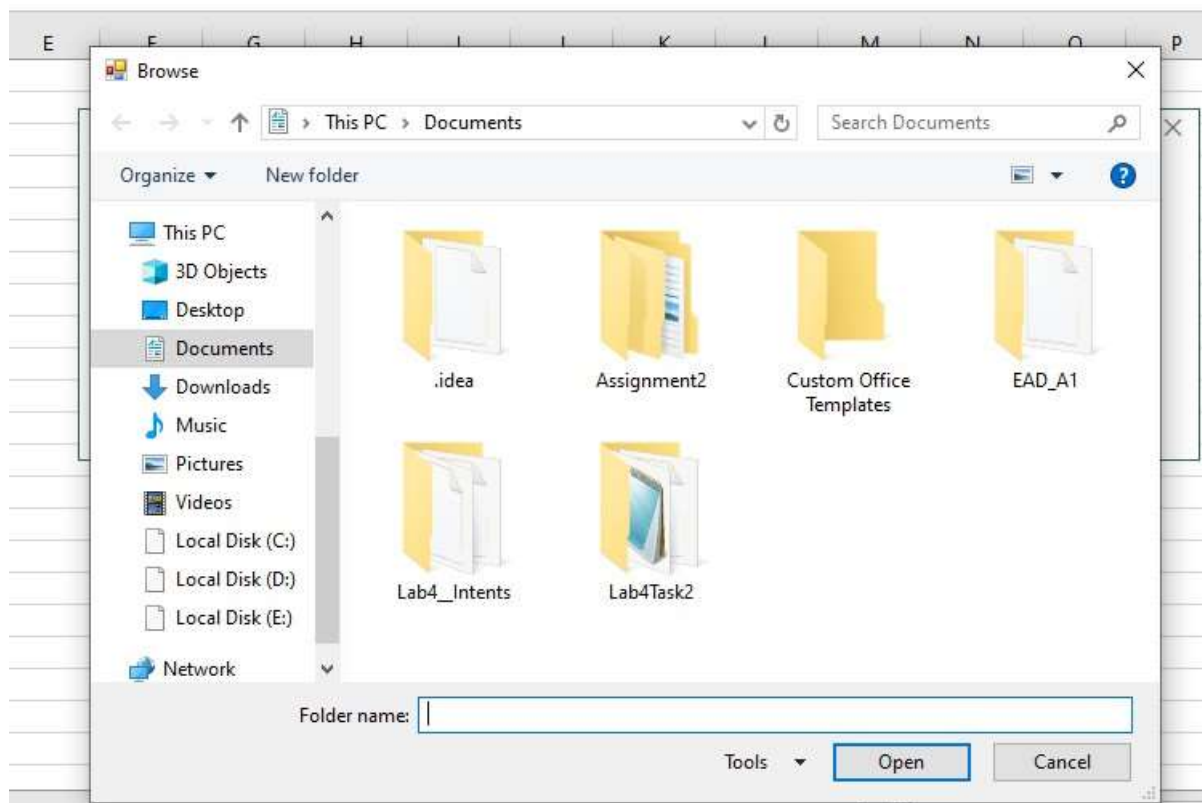 E F G H I J K L M N O P
Browse
This PC > Documents
Search Documents
Organize
New folder
This PC
3D Objects
Desktop
Documents
Downloads
Music
Pictures
Videos
Local Disk (C:)
Local Disk (D:)
Local Disk (E:)
Network
.idea
Assignment2
Custom Office
Templates
EAD_A1
Lab4__Intents
Lab4Task2
Folder name:
Tools
Open
Cancel